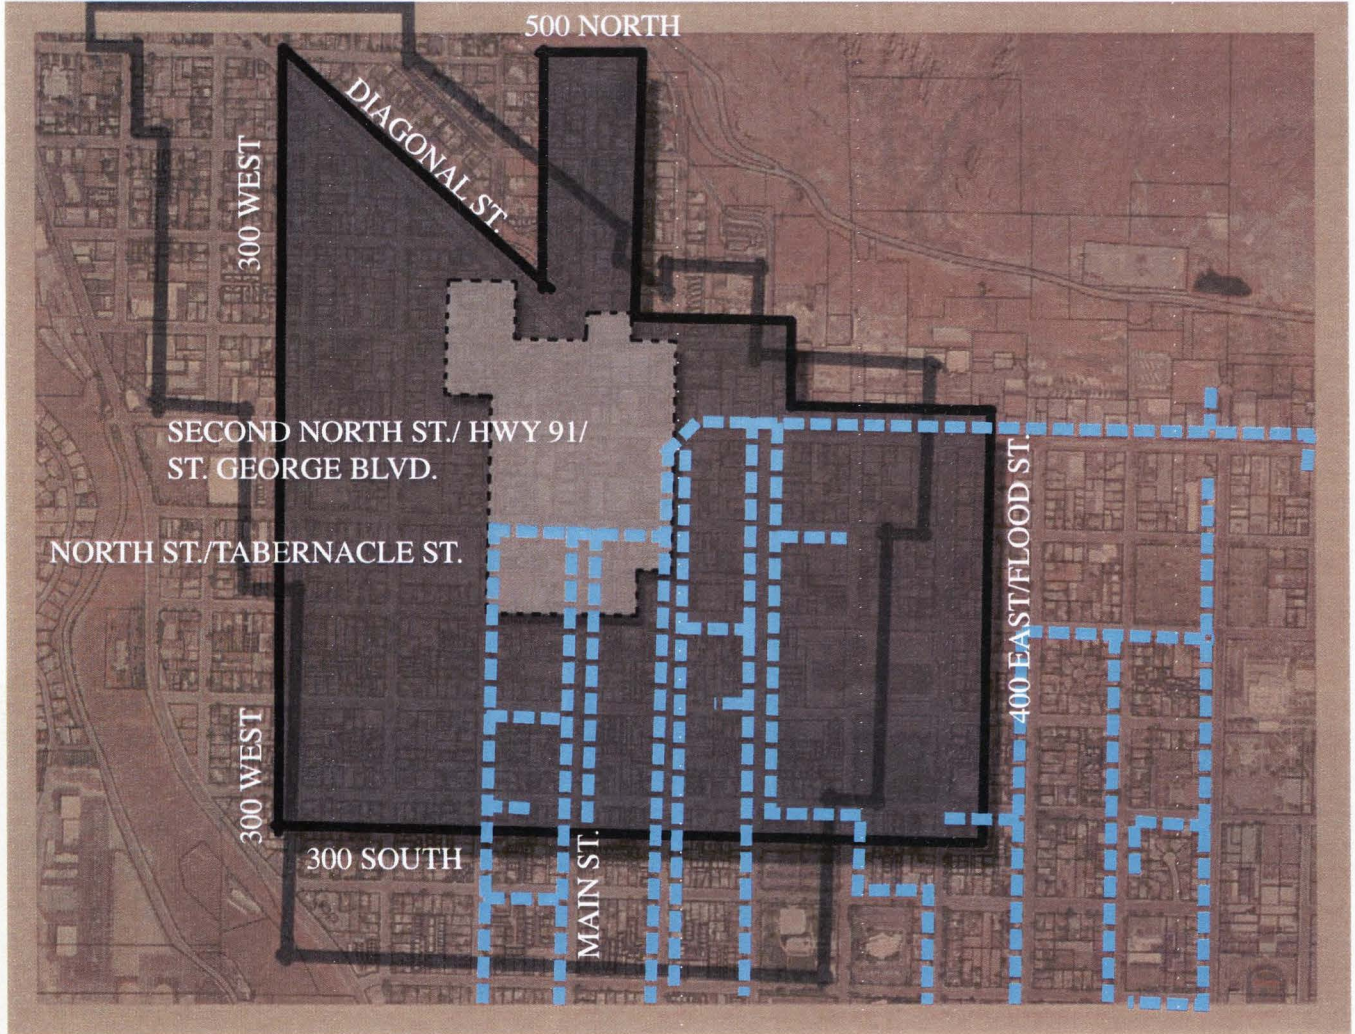 500 NORTH
DIAGONAL ST.
300 WEST
SECOND NORTH ST./ HWY 91/
ST. GEORGE BLVD.
NORTH ST./TABERNACLE ST.
400 EAST/FLOOD ST.
300 WEST
300 SOUTH
MAIN ST.